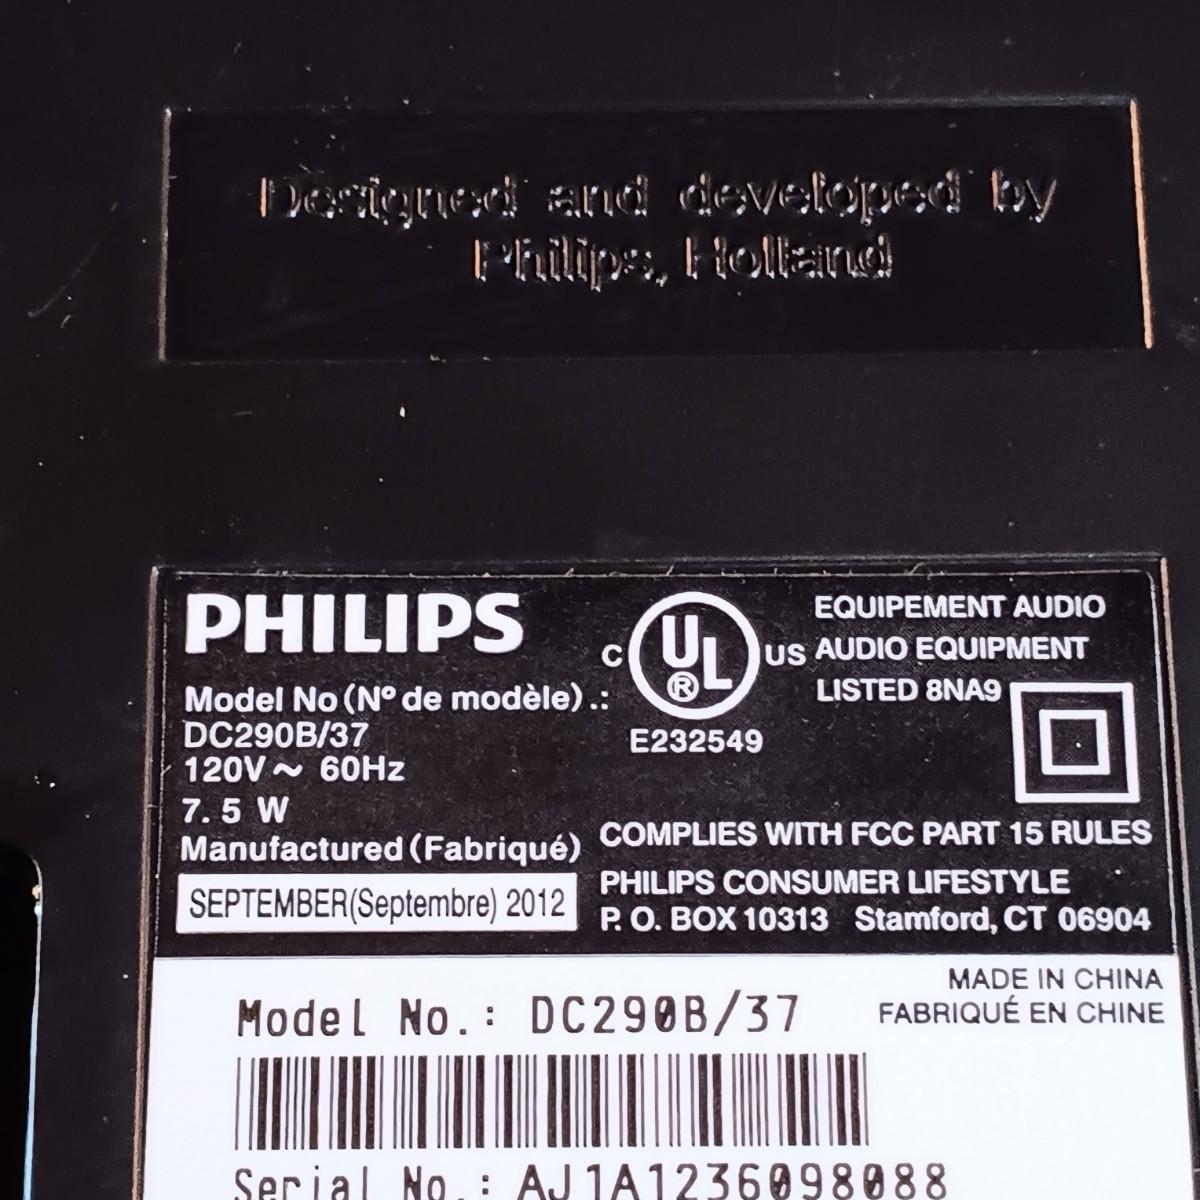 Designed and developed by
Philips, Holland
PHILIPS
Model No (Nº de modèle) .:
DC290B/37
120V ~ 60Hz
7.5 W
Manufactured (Fabriqué)
SEPTEMBER(Septembre) 2012
C UL ® US
E232549
EQUIPEMENT AUDIO
AUDIO EQUIPMENT
LISTED 8NA9
COMPLIES WITH FCC PART 15 RULES
PHILIPS CONSUMER LIFESTYLE
P. O. BOX 10313 Stamford, CT 06904
MADE IN CHINA
FABRIQUÉ EN CHINE
Model No.: DC290B/37
Serial No.: AJ1A1236098088